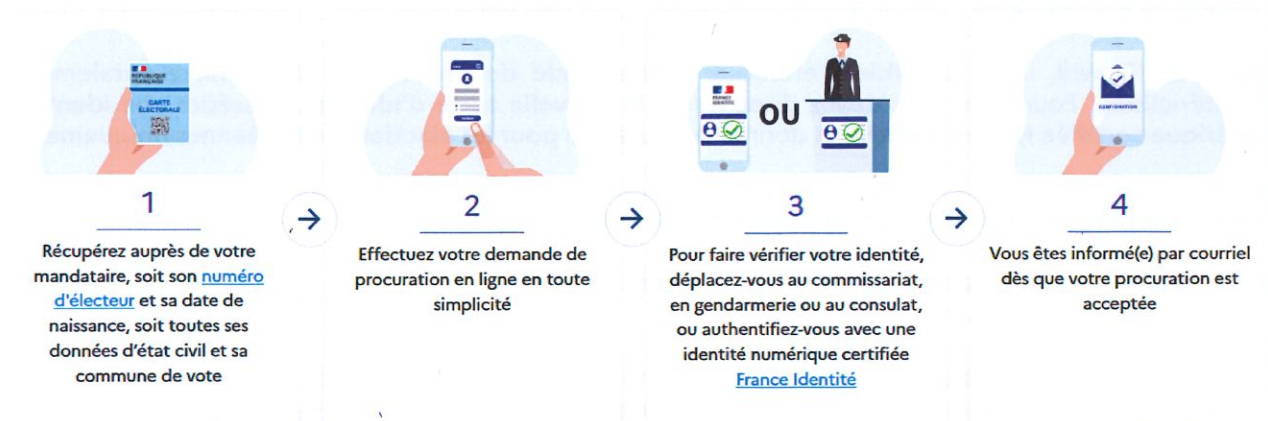 RÉPUBLIQUE
FRANÇAISE
CARTE
ÉLECTORALE
FRANCE
IDENTITÉ
OU
CONFIRMATION
1
Récupérez auprès de votre
mandataire, soit son numéro
d'électeur et sa date de
naissance, soit toutes ses
données d'état civil et sa
commune de vote
2
Effectuez votre demande de
procuration en ligne en toute
simplicité
3
Pour faire vérifier votre identité,
déplacez-vous au commissariat,
en gendarmerie ou au consulat,
ou authentifiez-vous avec une
identité numérique certifiée
France Identité
4
Vous êtes informé(e) par courriel
dès que votre procuration est
acceptée